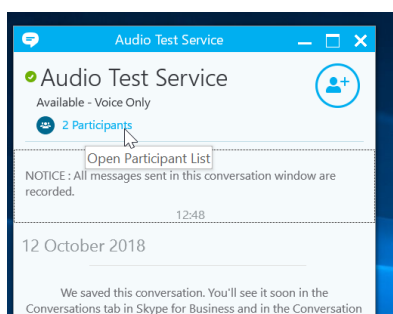 Audio Test Service
Audio Test Service
Available - Voice Only
2 Participants
Open Participant List
NOTICE : All messages sent in this conversation window are
recorded.
12:48
12 October 2018
We saved this conversation. You'll see it soon in the
Conversations tab in Skype for Business and in the Conversation